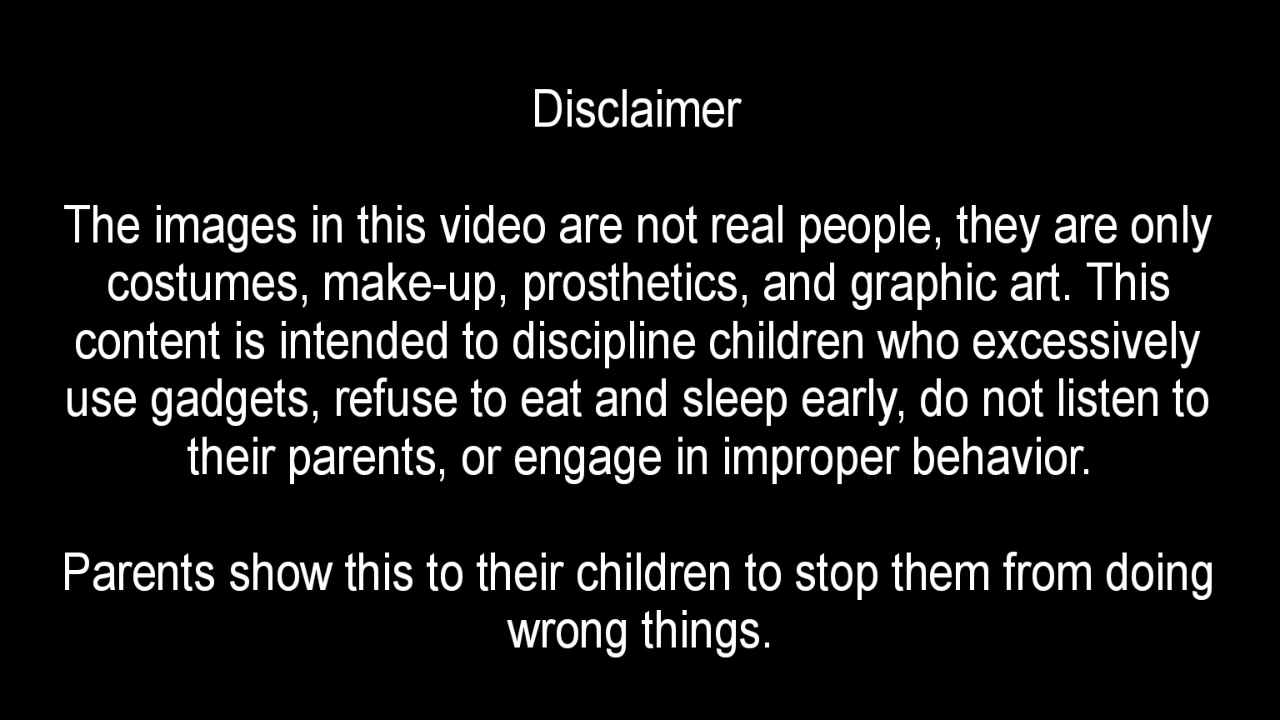 Disclaimer
The images in this video are not real people, they are only
costumes, make-up, prosthetics, and graphic art. This
content is intended to discipline children who excessively
use gadgets, refuse to eat and sleep early, do not listen to
their parents, or engage in improper behavior.
Parents show this to their children to stop them from doing
wrong things.